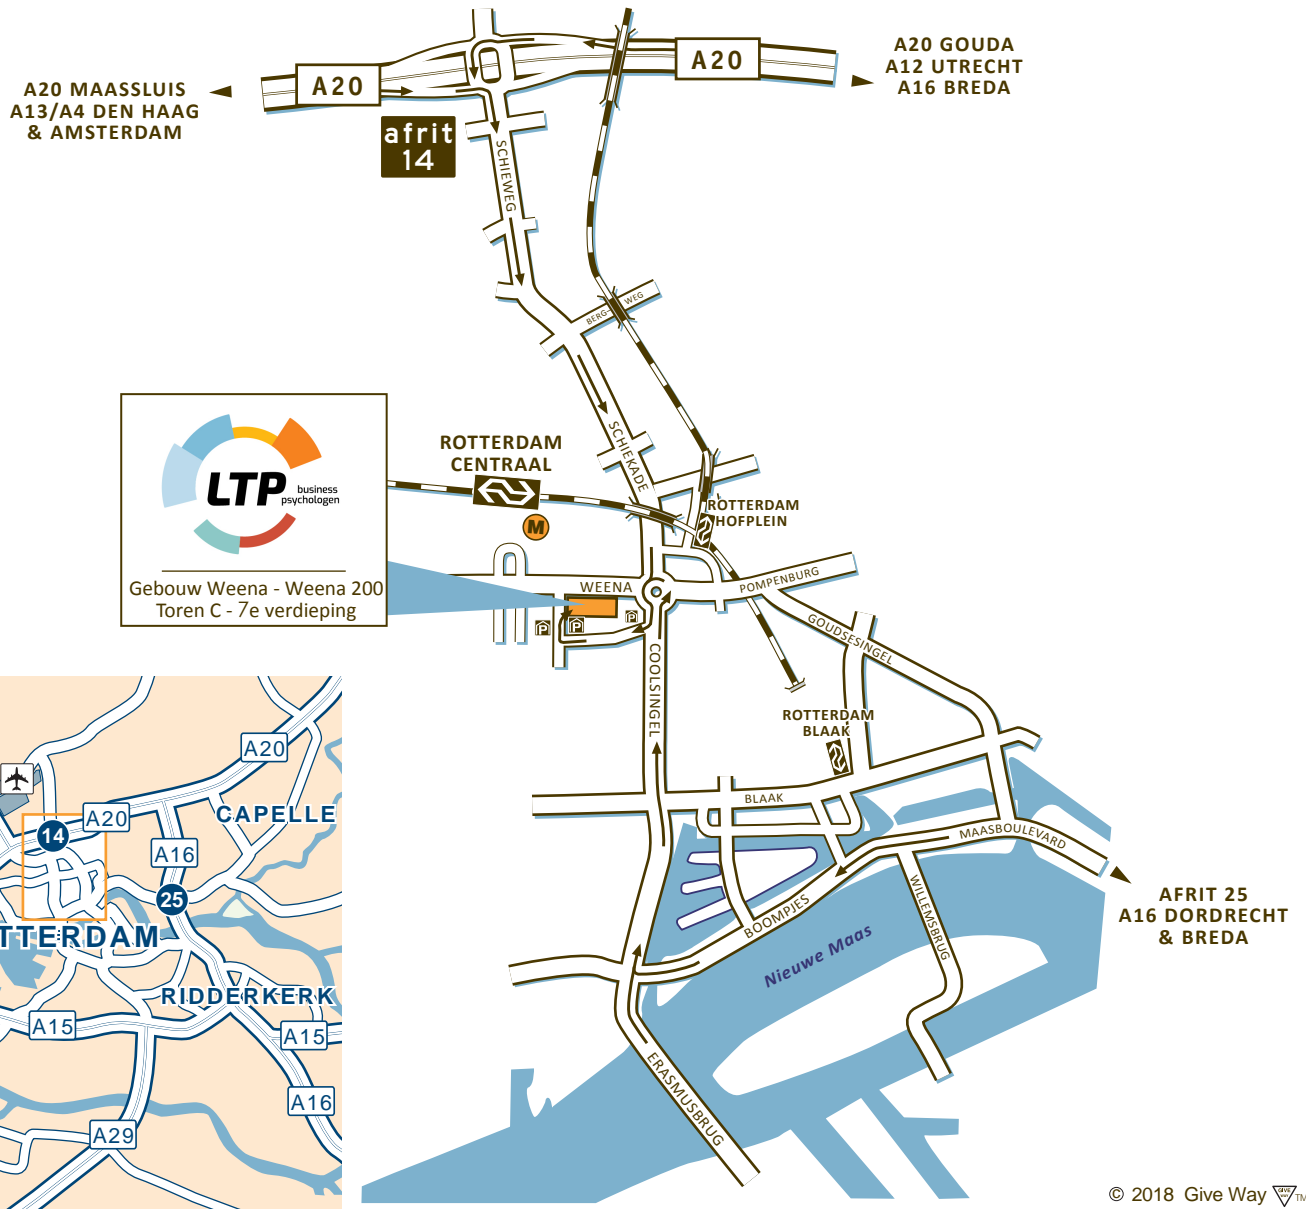 A20 GOUDA
A12 UTRECHT
A16 BREDA
A20
A20
A20 MAASSLUIS
A13/A4 DEN HAAG
& AMSTERDAM
afrit
14
SCHIEWEG
BERG-WEG
SCHIEKADE
ROTTERDAM
CENTRAAL
M
ROTTERDAM
HOFPLEIN
LTP business
psychologen
Gebouw Weena - Weena 200
Toren C - 7e verdieping
WEENA
POMPENBURG
P
P
P
GOUDSESINGEL
COOLSINGEL
ROTTERDAM
BLAAK
BLAAK
MAASBOULEVARD
BOOMPJES
WILLEMSBRUG
Nieuwe Maas
AFRIT 25
A16 DORDRECHT
& BREDA
ERASMUSBRUG
A20
A20
CAPELLE
14
A16
25
TTERDAM
RIDDERKERK
A15
A15
A16
A29
© 2018 Give Way GIVE WAY TM